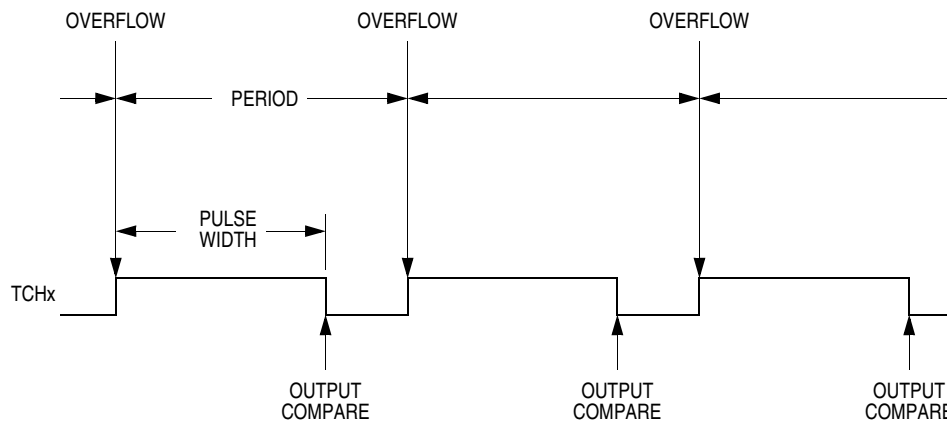 OVERFLOW OVERFLOW OVERFLOW
PERIOD
PULSE
WIDTH
TCHx
OUTPUT
COMPARE
OUTPUT
COMPARE
OUTPUT
COMPARE